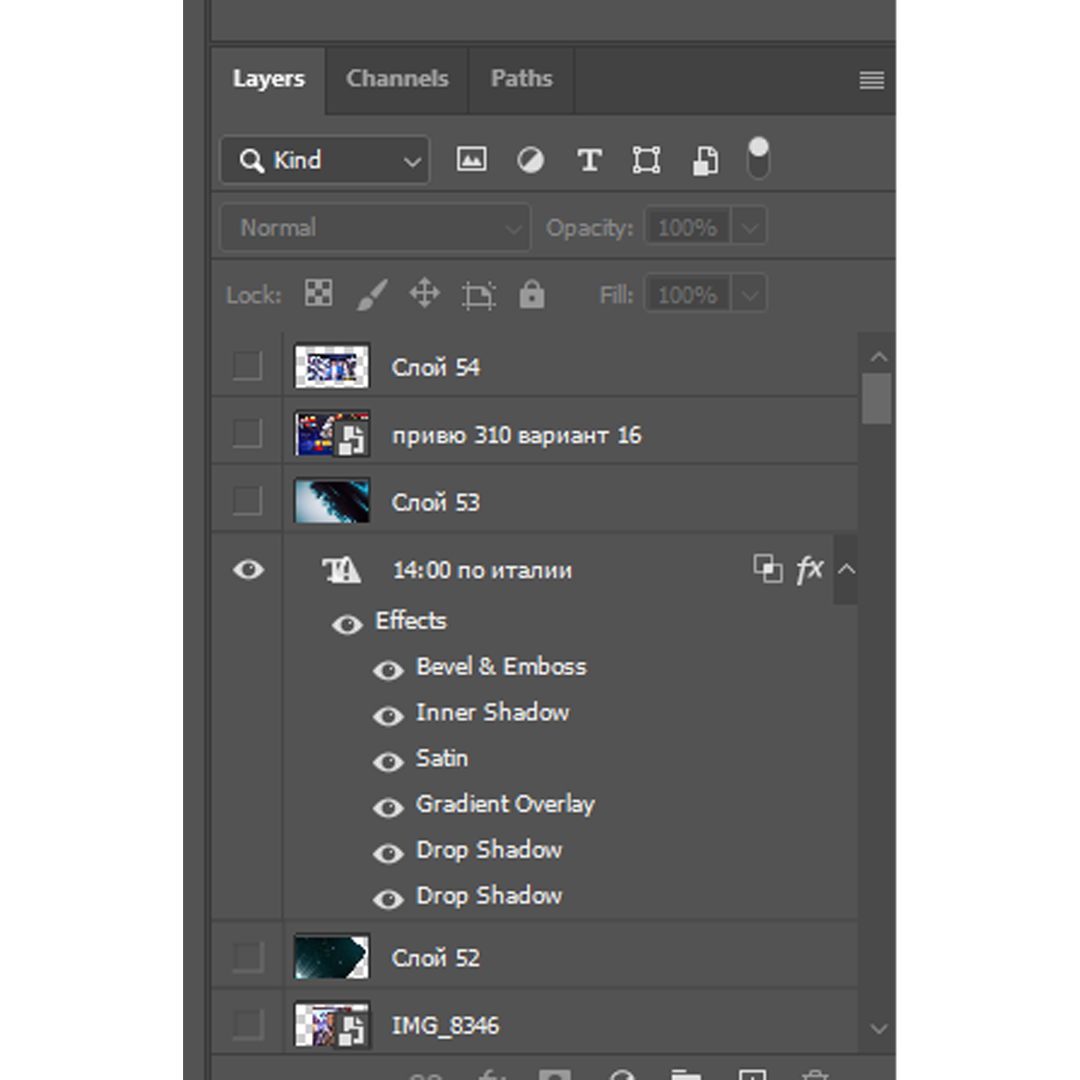 Layers Channels Paths
Kind
Normal Opacity: 100%
Lock: Fill: 100%
Слой 54
привю 310 вариант 16
Слой 53
14:00 по италии fx
Effects
Bevel & Emboss
Inner Shadow
Satin
Gradient Overlay
Drop Shadow
Drop Shadow
Слой 52
IMG_8346